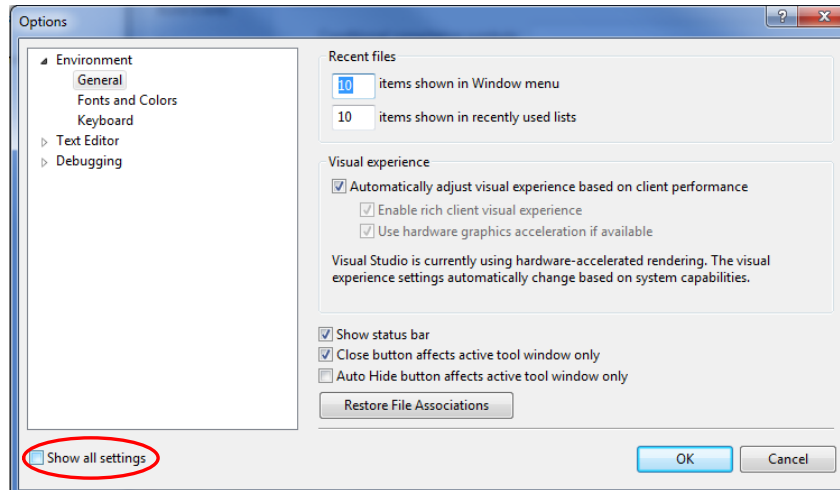 Options
Environment
General
Fonts and Colors
Keyboard
Text Editor
Debugging
Recent files
10 items shown in Window menu
10 items shown in recently used lists
Visual experience
Automatically adjust visual experience based on client performance
Enable rich client visual experience
Use hardware graphics acceleration if available
Visual Studio is currently using hardware-accelerated rendering. The visual
experience settings automatically change based on system capabilities.
Show status bar
Close button affects active tool window only
Auto Hide button affects active tool window only
Restore File Associations
Show all settings
OK
Cancel